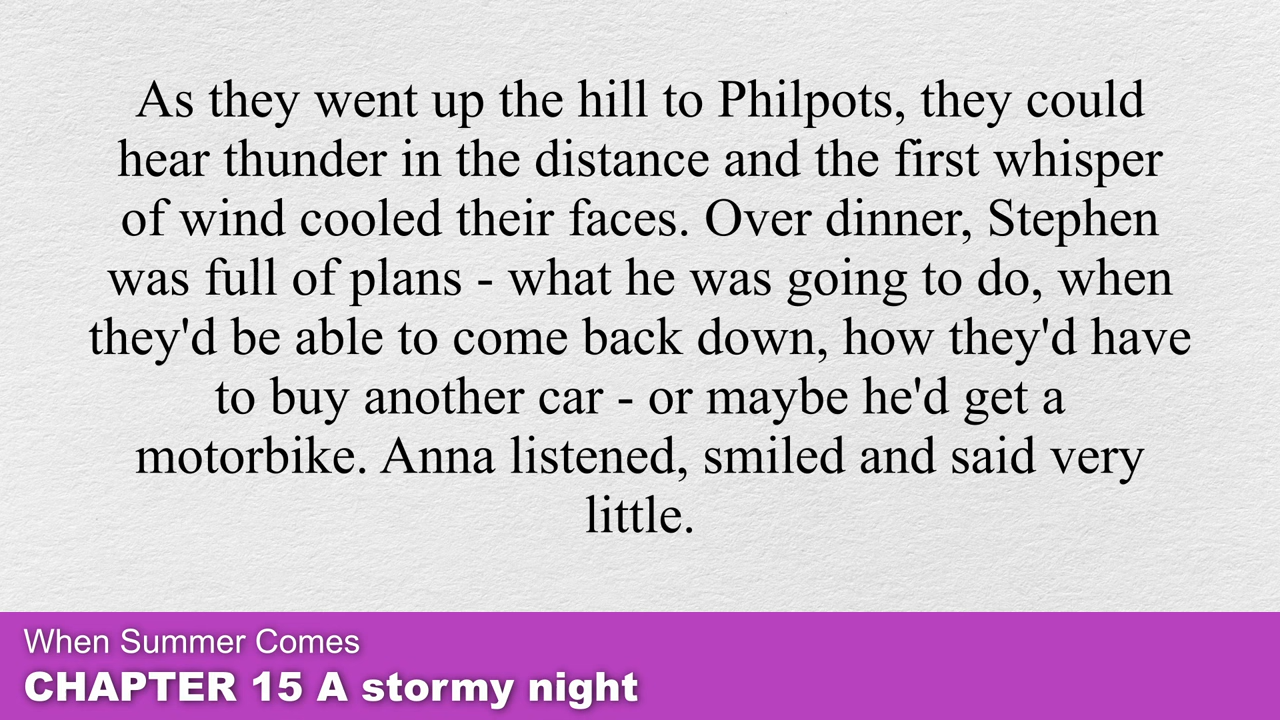 As they went up the hill to Philpots, they could
hear thunder in the distance and the first whisper
of wind cooled their faces. Over dinner, Stephen
was full of plans - what he was going to do, when
they'd be able to come back down, how they'd have
to buy another car - or maybe he'd get a
motorbike. Anna listened, smiled and said very
little.
When Summer Comes
CHAPTER 15 A stormy night